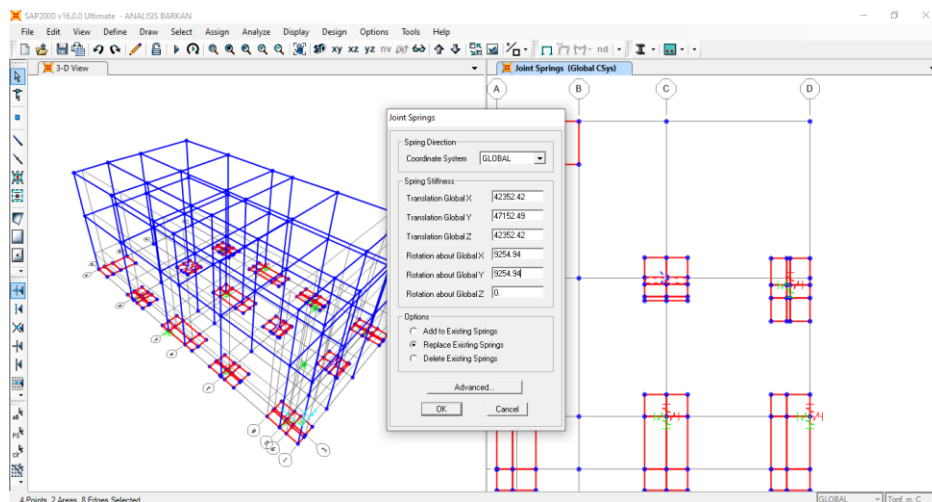 SAP2000 v16.0.0 Ultimate - ANALISIS BARKAN
File Edit View Define Draw Select Assign Analyze Display Design Options Tools Help
xy xz yz nv nd
3-D View
Joint Springs (Global CSys)
A B C D
Joint Springs
Spring Direction
Coordinate System GLOBAL
Spring Stiffness
Translation Global X 42352.42
Translation Global Y 47152.49
Translation Global Z 42352.42
Rotation about Global X 9254.94
Rotation about Global Y 9254.94
Rotation about Global Z 0.
Options
Add to Existing Springs
Replace Existing Springs
Delete Existing Springs
Advanced...
OK Cancel
4 Points, 2 Areas, 8 Edges Selected
GLOBAL Tonf, m, C